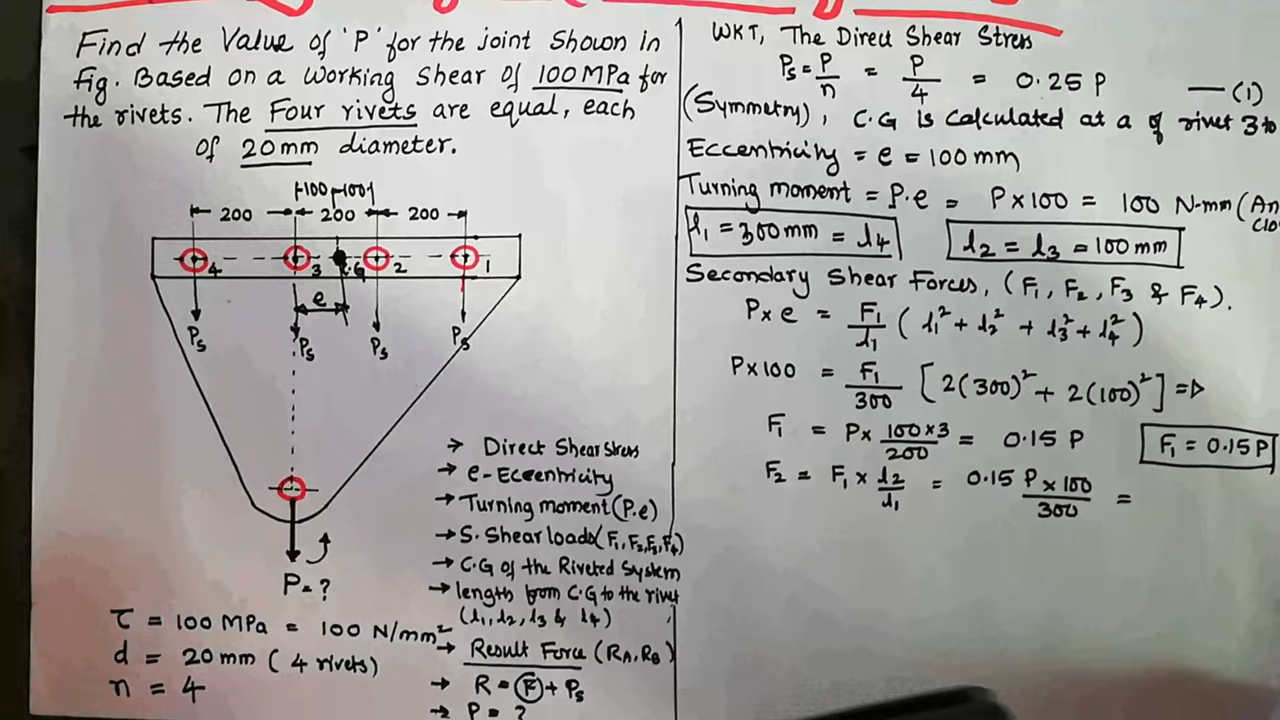 Find the Value of 'P' for the joint Shown in
fig. Based on a Working Shear of 100 MPa for
the rivets. The Four rivets are equal, each
of 20mm diameter.
100 100
200 200 200
4 3 C.G 2 1
e
Ps Ps Ps Ps
P = ?
τ = 100 MPa = 100 N/mm²
d = 20 mm ( 4 rivets)
n = 4
→ Direct Shear Stress
→ e - Eccentricity
→ Turning moment (P.e)
→ S. Shear loads (F₁, F₂, F₃, F₄)
→ C.G of the Riveted System
→ length from C.G to the rivet
(l₁, l₂, l₃ & l₄)
→ Result Force (RA, RB)
→ R = F + Ps
→ P = ?
WKT, The Direct Shear Stress
Ps = P/n = P/4 = 0.25 P — (1)
(Symmetry), C.G is calculated at a of rivet 3 to
Eccentricity = e = 100 mm
Turning moment = P.e = P x 100 = 100 N-mm (An
l₁ = 300 mm = l₄ l₂ = l₃ = 100 mm
Secondary Shear Forces, (F₁, F₂, F₃ & F₄).
P x e = F₁/l₁ ( l₁² + l₂² + l₃² + l₄² )
P x 100 = F₁/300 [ 2(300)² + 2(100)² ] ⇒
F₁ = P x 100 x 3/200 = 0.15 P F₁ = 0.15 P
F₂ = F₁ x l₂/l₁ = 0.15 P x 100/300 =